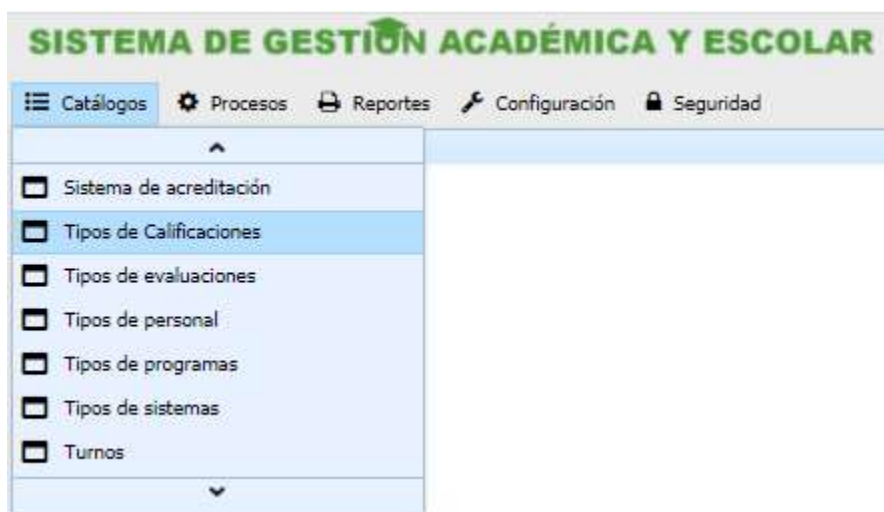 SISTEMA DE GESTIÓN ACADÉMICA Y ESCOLAR
Catálogos Procesos Reportes Configuración Seguridad
Sistema de acreditación
Tipos de Calificaciones
Tipos de evaluaciones
Tipos de personal
Tipos de programas
Tipos de sistemas
Turnos